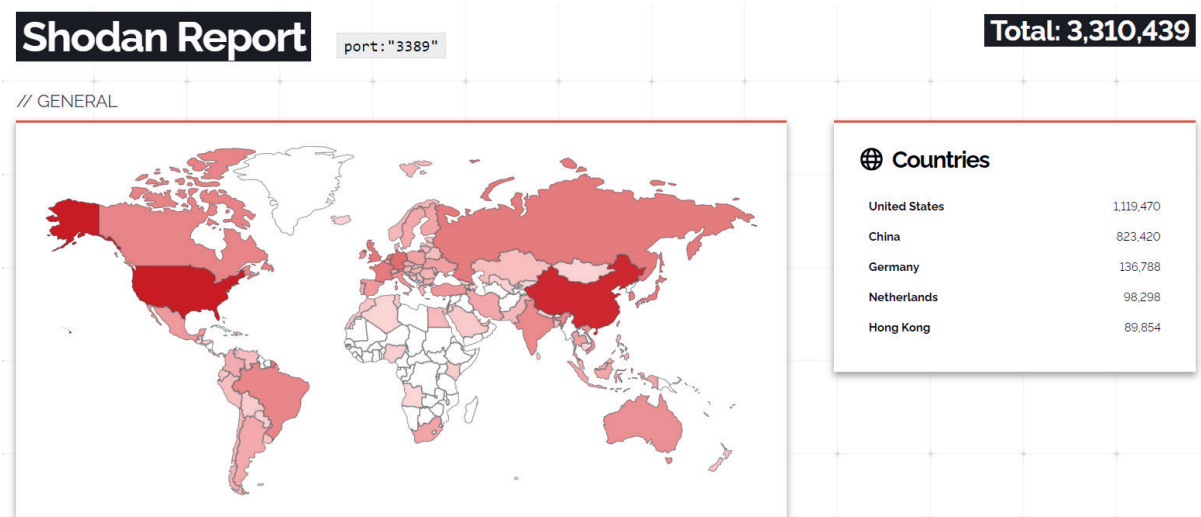 Shodan Report
port:"3389"
Total: 3,310,439
// GENERAL
Countries
United States 1,119,470
China 823,420
Germany 136,788
Netherlands 98,298
Hong Kong 89,854